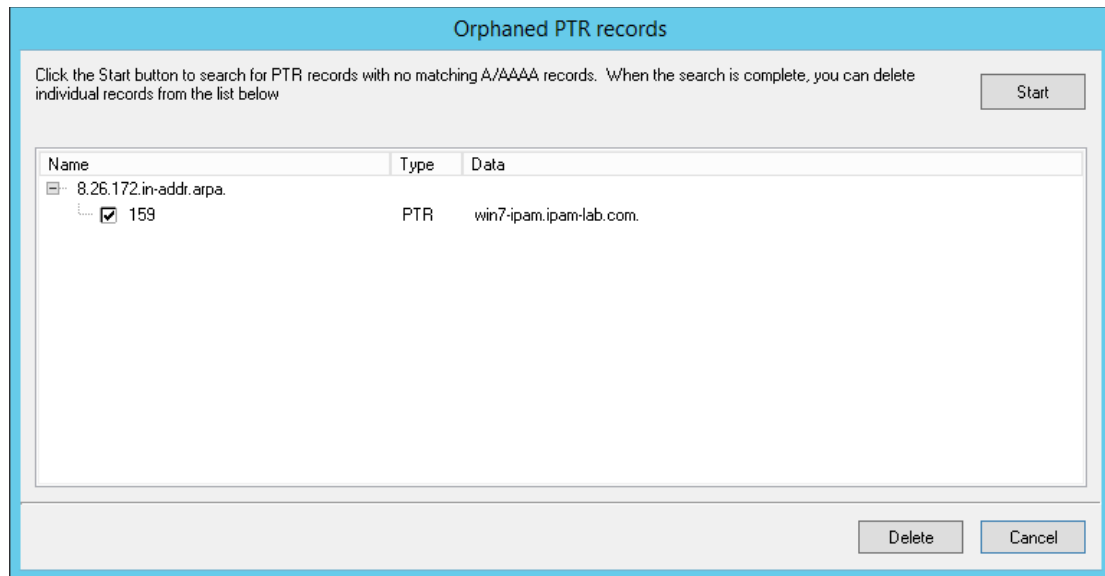 Orphaned PTR records
Click the Start button to search for PTR records with no matching A/AAAA records. When the search is complete, you can delete
individual records from the list below
Start
Name Type Data
8.26.172.in-addr.arpa.
159 PTR win7-ipam.ipam-lab.com.
Delete Cancel